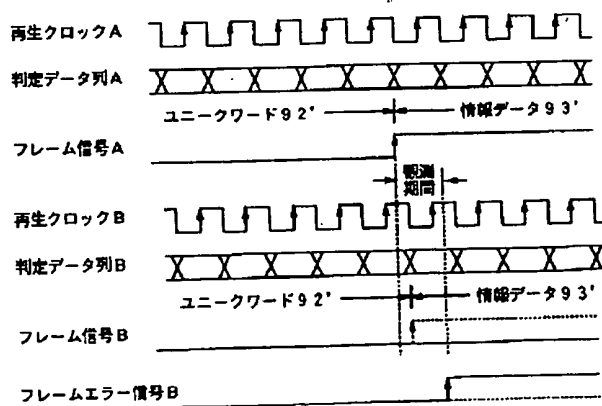 再生クロックA
判定データ列A
ユニークワード92' 情報データ93'
フレーム信号A
観測
期間
再生クロックB
判定データ列B
ユニークワード92' 情報データ93'
フレーム信号B
フレームエラー信号B